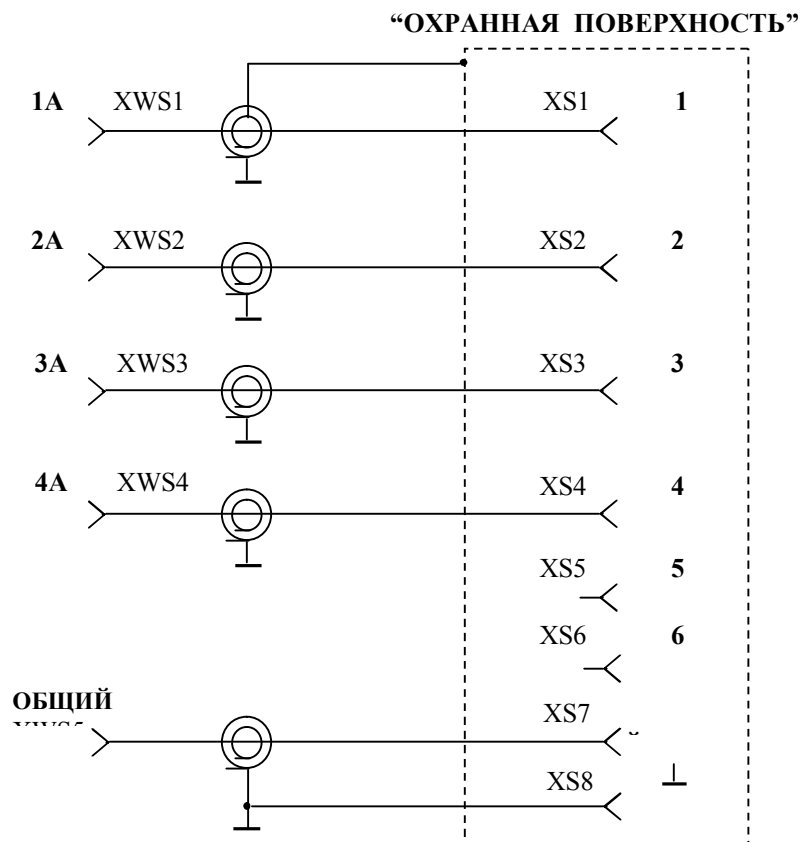 “ОХРАННАЯ ПОВЕРХНОСТЬ”
1А XWS1 XS1 1
2А XWS2 XS2 2
3А XWS3 XS3 3
4А XWS4 XS4 4
XS5 5
XS6 6
ОБЩИЙ
XS7
XS8